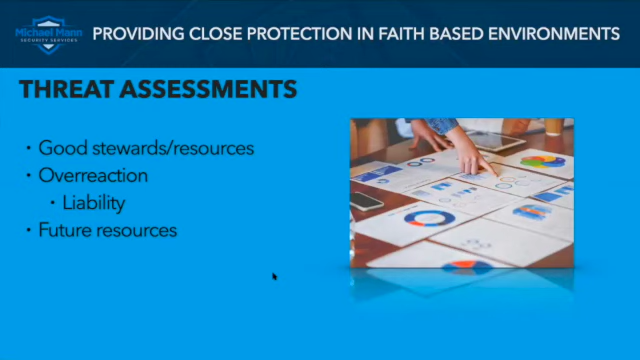 Michael Mann
SECURITY SERVICES
PROVIDING CLOSE PROTECTION IN FAITH BASED ENVIRONMENTS
THREAT ASSESSMENTS
• Good stewards/resources
• Overreaction
• Liability
• Future resources